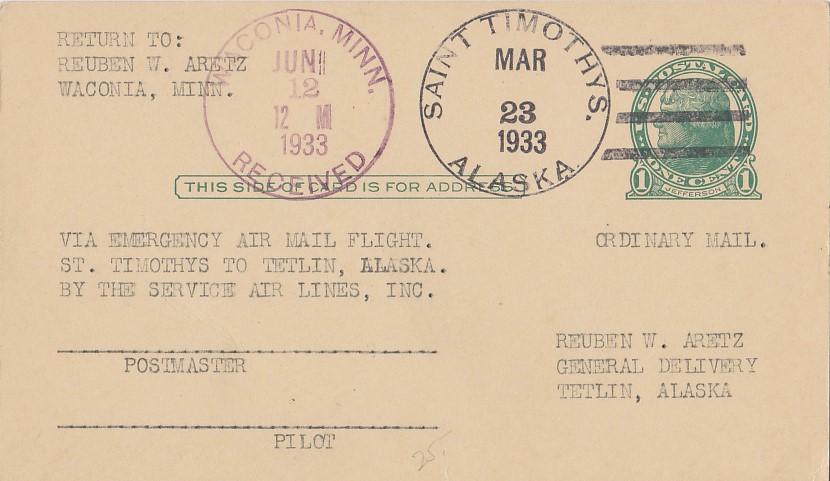 RETURN TO:
REUBEN W. ARETZ
WACONIA, MINN.
WACONIA, MINN.
JUN
12
12 M
1933
RECEIVED
SAINT TIMOTHYS.
MAR
23
1933
ALASKA
U.S. POSTAL CARD
ONE CENT
1 JEFFERSON 1
THIS SIDE OF CARD IS FOR ADDRESS
VIA EMERGENCY AIR MAIL FLIGHT.
ST. TIMOTHYS TO TETLIN, ALASKA.
BY THE SERVICE AIR LINES, INC.
ORDINARY MAIL.
POSTMASTER
PILOT
REUBEN W. ARETZ
GENERAL DELIVERY
TETLIN, ALASKA
25.